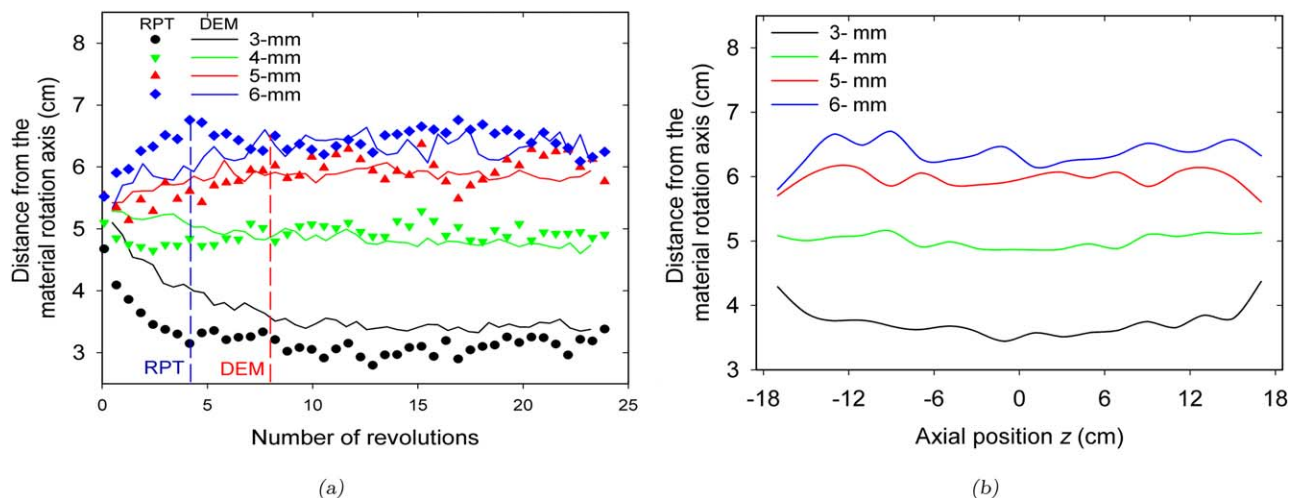 RPT DEM
3-mm
4-mm
5-mm
6-mm
Distance from the
material rotation axis (cm)
8
7
6
5
4
3
RPT
DEM
0 5 10 15 20 25
Number of revolutions
(a)
3- mm
4- mm
5- mm
6- mm
Distance from the
material rotation axis (cm)
8
7
6
5
4
3
-18 -12 -6 0 6 12 18
Axial position z (cm)
(b)